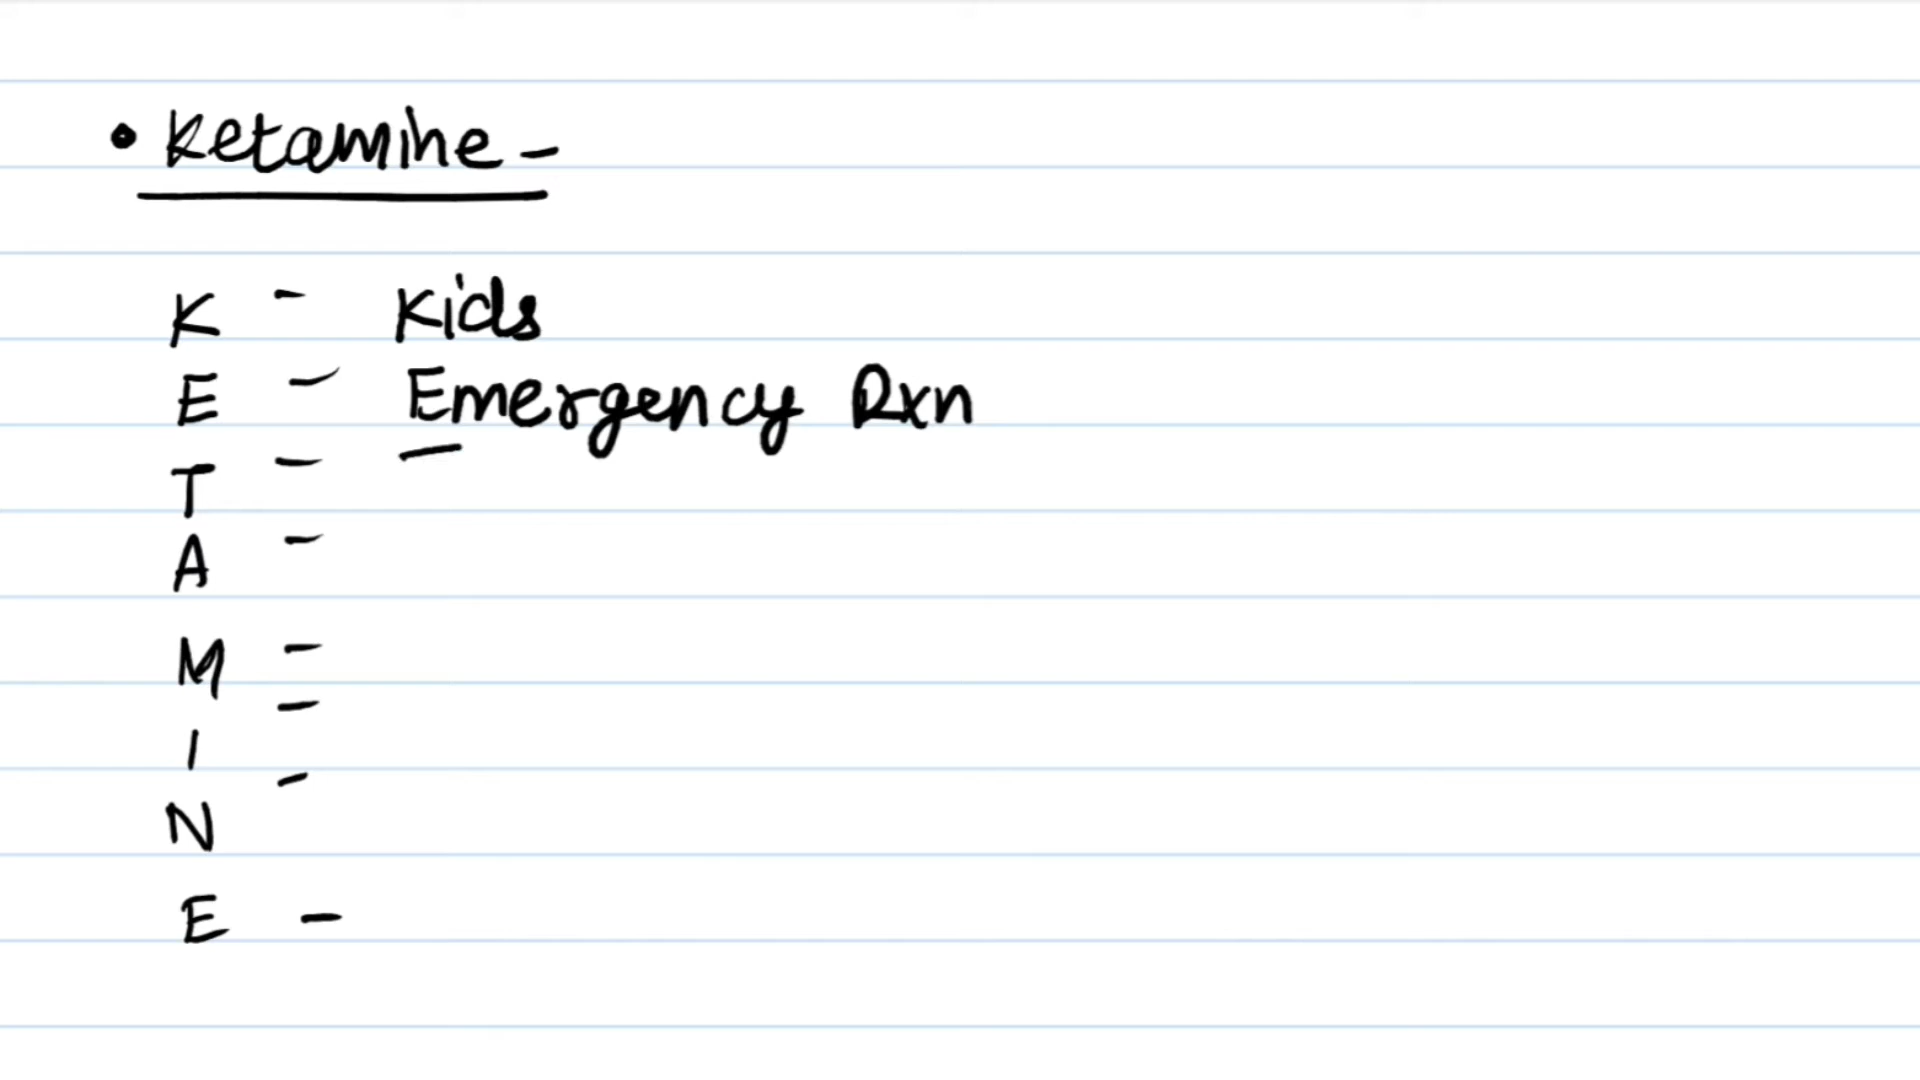 • Ketamine -
K - Kids
E - Emergency Rxn
T - -
A -
M -
I -
N -
E -